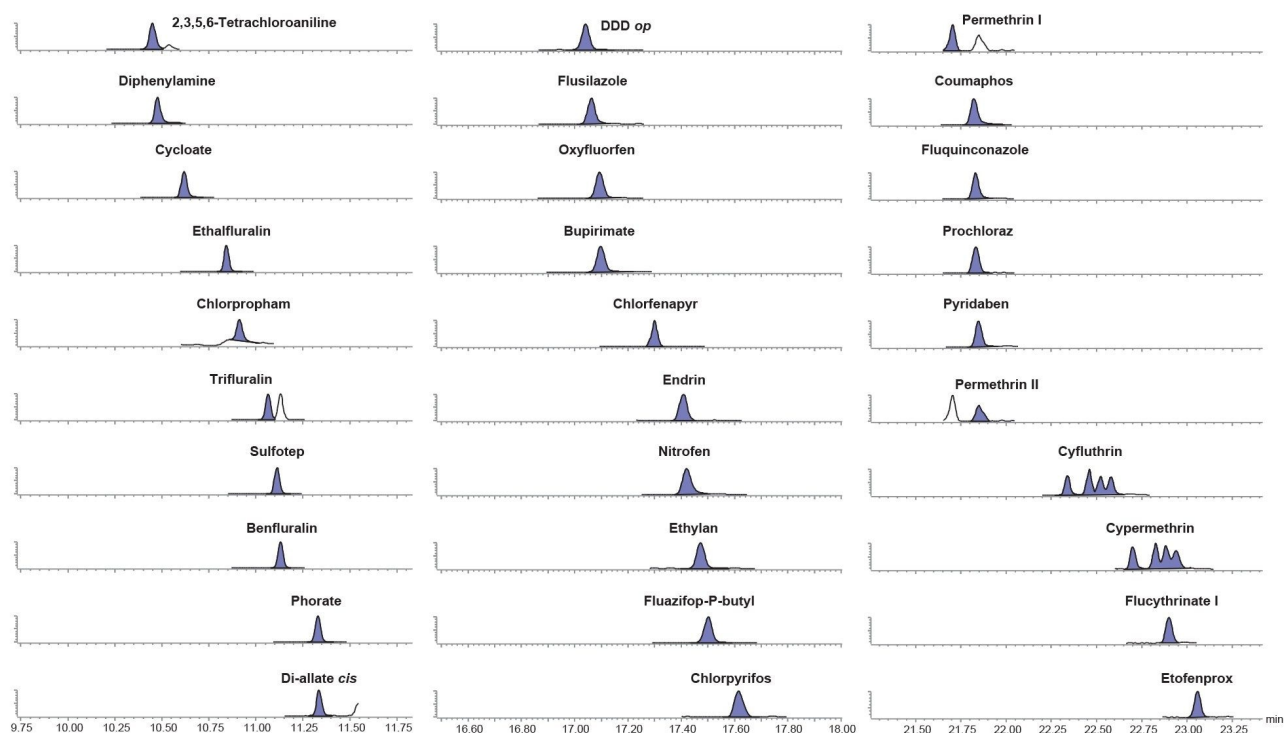 2,3,5,6-Tetrachloroaniline
Diphenylamine
Cycloate
Ethalfluralin
Chlorpropham
Trifluralin
Sulfotep
Benfluralin
Phorate
Di-allate cis
9.75 10.00 10.25 10.50 10.75 11.00 11.25 11.50 11.75
DDD op
Flusilazole
Oxyfluorfen
Bupirimate
Chlorfenapyr
Endrin
Nitrofen
Ethylan
Fluazifop-P-butyl
Chlorpyrifos
16.60 16.80 17.00 17.20 17.40 17.60 17.80 18.00
Permethrin I
Coumaphos
Fluquinconazole
Prochloraz
Pyridaben
Permethrin II
Cyfluthrin
Cypermethrin
Flucythrinate I
Etofenprox
21.50 21.75 22.00 22.25 22.50 22.75 23.00 23.25 min